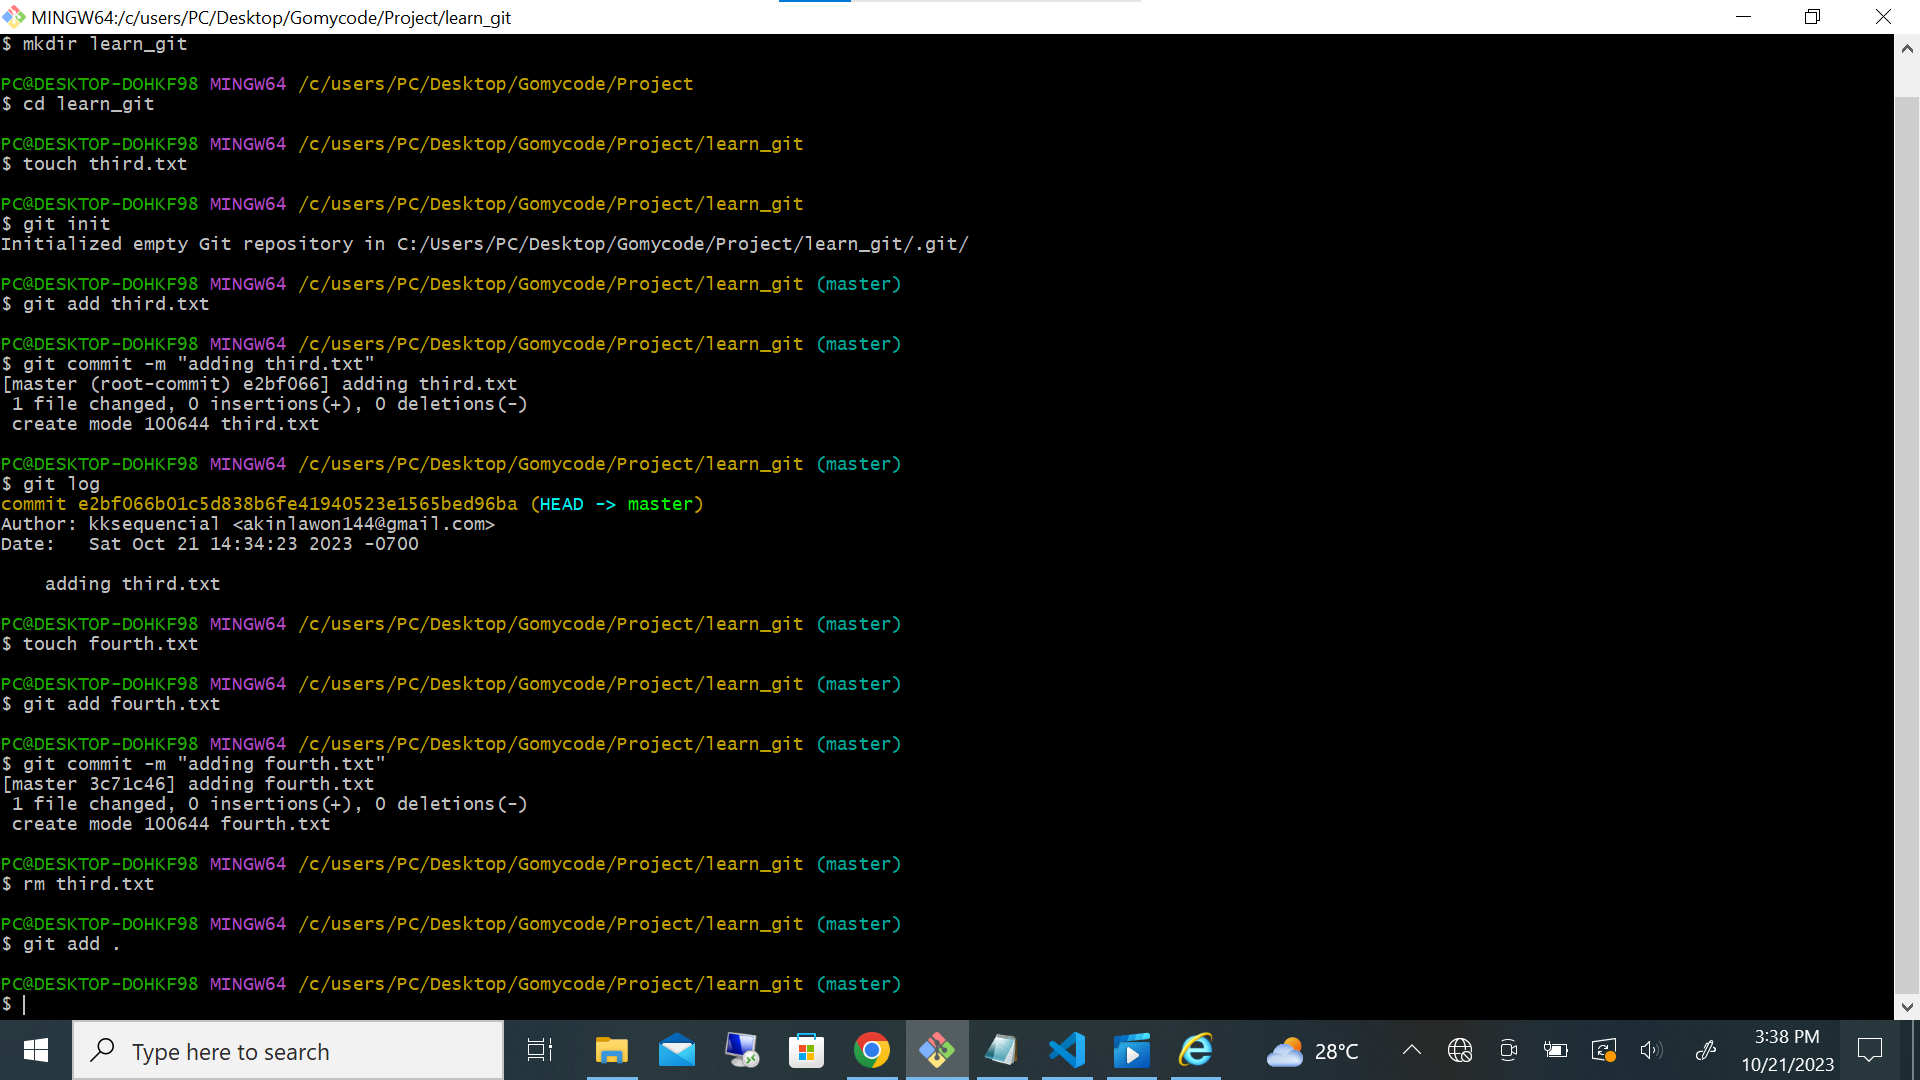 MINGW64:/c/users/PC/Desktop/Gomycode/Project/learn_git
$ mkdir learn_git
PC@DESKTOP-DOHKF98 MINGW64 /c/users/PC/Desktop/Gomycode/Project
$ cd learn_git
PC@DESKTOP-DOHKF98 MINGW64 /c/users/PC/Desktop/Gomycode/Project/learn_git
$ touch third.txt
PC@DESKTOP-DOHKF98 MINGW64 /c/users/PC/Desktop/Gomycode/Project/learn_git
$ git init
Initialized empty Git repository in C:/Users/PC/Desktop/Gomycode/Project/learn_git/.git/
PC@DESKTOP-DOHKF98 MINGW64 /c/users/PC/Desktop/Gomycode/Project/learn_git (master)
$ git add third.txt
PC@DESKTOP-DOHKF98 MINGW64 /c/users/PC/Desktop/Gomycode/Project/learn_git (master)
$ git commit -m "adding third.txt"
[master (root-commit) e2bf066] adding third.txt
 1 file changed, 0 insertions(+), 0 deletions(-)
 create mode 100644 third.txt
PC@DESKTOP-DOHKF98 MINGW64 /c/users/PC/Desktop/Gomycode/Project/learn_git (master)
$ git log
commit e2bf066b01c5d838b6fe41940523e1565bed96ba (HEAD -> master)
Author: kksequencial <akinlawon144@gmail.com>
Date:   Sat Oct 21 14:34:23 2023 -0700
    adding third.txt
PC@DESKTOP-DOHKF98 MINGW64 /c/users/PC/Desktop/Gomycode/Project/learn_git (master)
$ touch fourth.txt
PC@DESKTOP-DOHKF98 MINGW64 /c/users/PC/Desktop/Gomycode/Project/learn_git (master)
$ git add fourth.txt
PC@DESKTOP-DOHKF98 MINGW64 /c/users/PC/Desktop/Gomycode/Project/learn_git (master)
$ git commit -m "adding fourth.txt"
[master 3c71c46] adding fourth.txt
 1 file changed, 0 insertions(+), 0 deletions(-)
 create mode 100644 fourth.txt
PC@DESKTOP-DOHKF98 MINGW64 /c/users/PC/Desktop/Gomycode/Project/learn_git (master)
$ rm third.txt
PC@DESKTOP-DOHKF98 MINGW64 /c/users/PC/Desktop/Gomycode/Project/learn_git (master)
$ git add .
PC@DESKTOP-DOHKF98 MINGW64 /c/users/PC/Desktop/Gomycode/Project/learn_git (master)
$
Type here to search
28°C
3:38 PM
10/21/2023